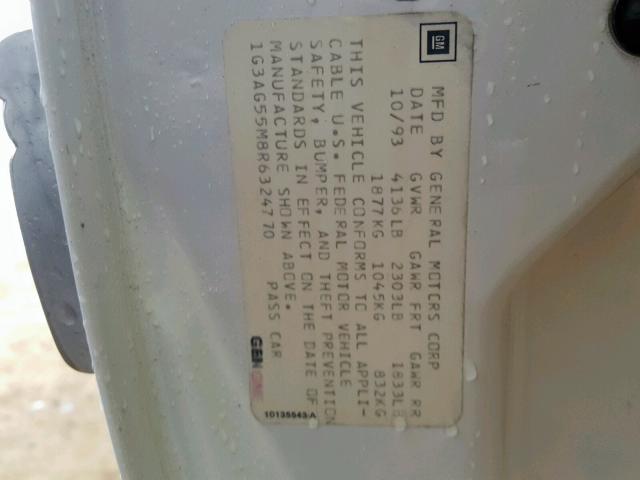 GM
MFD BY GENERAL MOTORS CORP
DATE GVWR GAWR FRT GAWR RR
10/93 4136LB 2303LB 1833LB
1877KG 1045KG 832KG
THIS VEHICLE CONFORMS TO ALL APPLI-
CABLE U.S. FEDERAL MOTOR VEHICLE
SAFETY, BUMPER, AND THEFT PREVENTION
STANDARDS IN EFFECT ON THE DATE OF
MANUFACTURE SHOWN ABOVE.
1G3AG55M8R6324770 PASS CAR
10135543-A